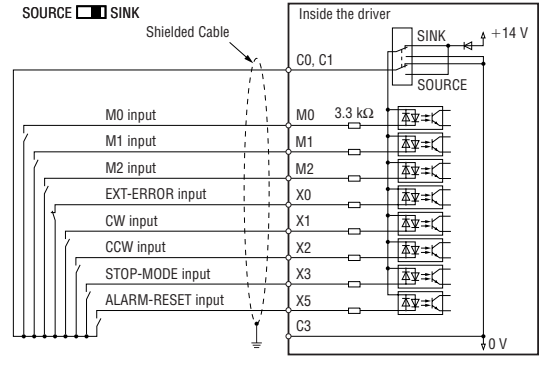 SOURCE SINK
Inside the driver
Shielded Cable
SINK
+14 V
C0, C1
SOURCE
M0 input
M0
3.3 kΩ
M1 input
M1
M2 input
M2
EXT-ERROR input
X0
CW input
X1
CCW input
X2
STOP-MODE input
X3
ALARM-RESET input
X5
C3
0 V